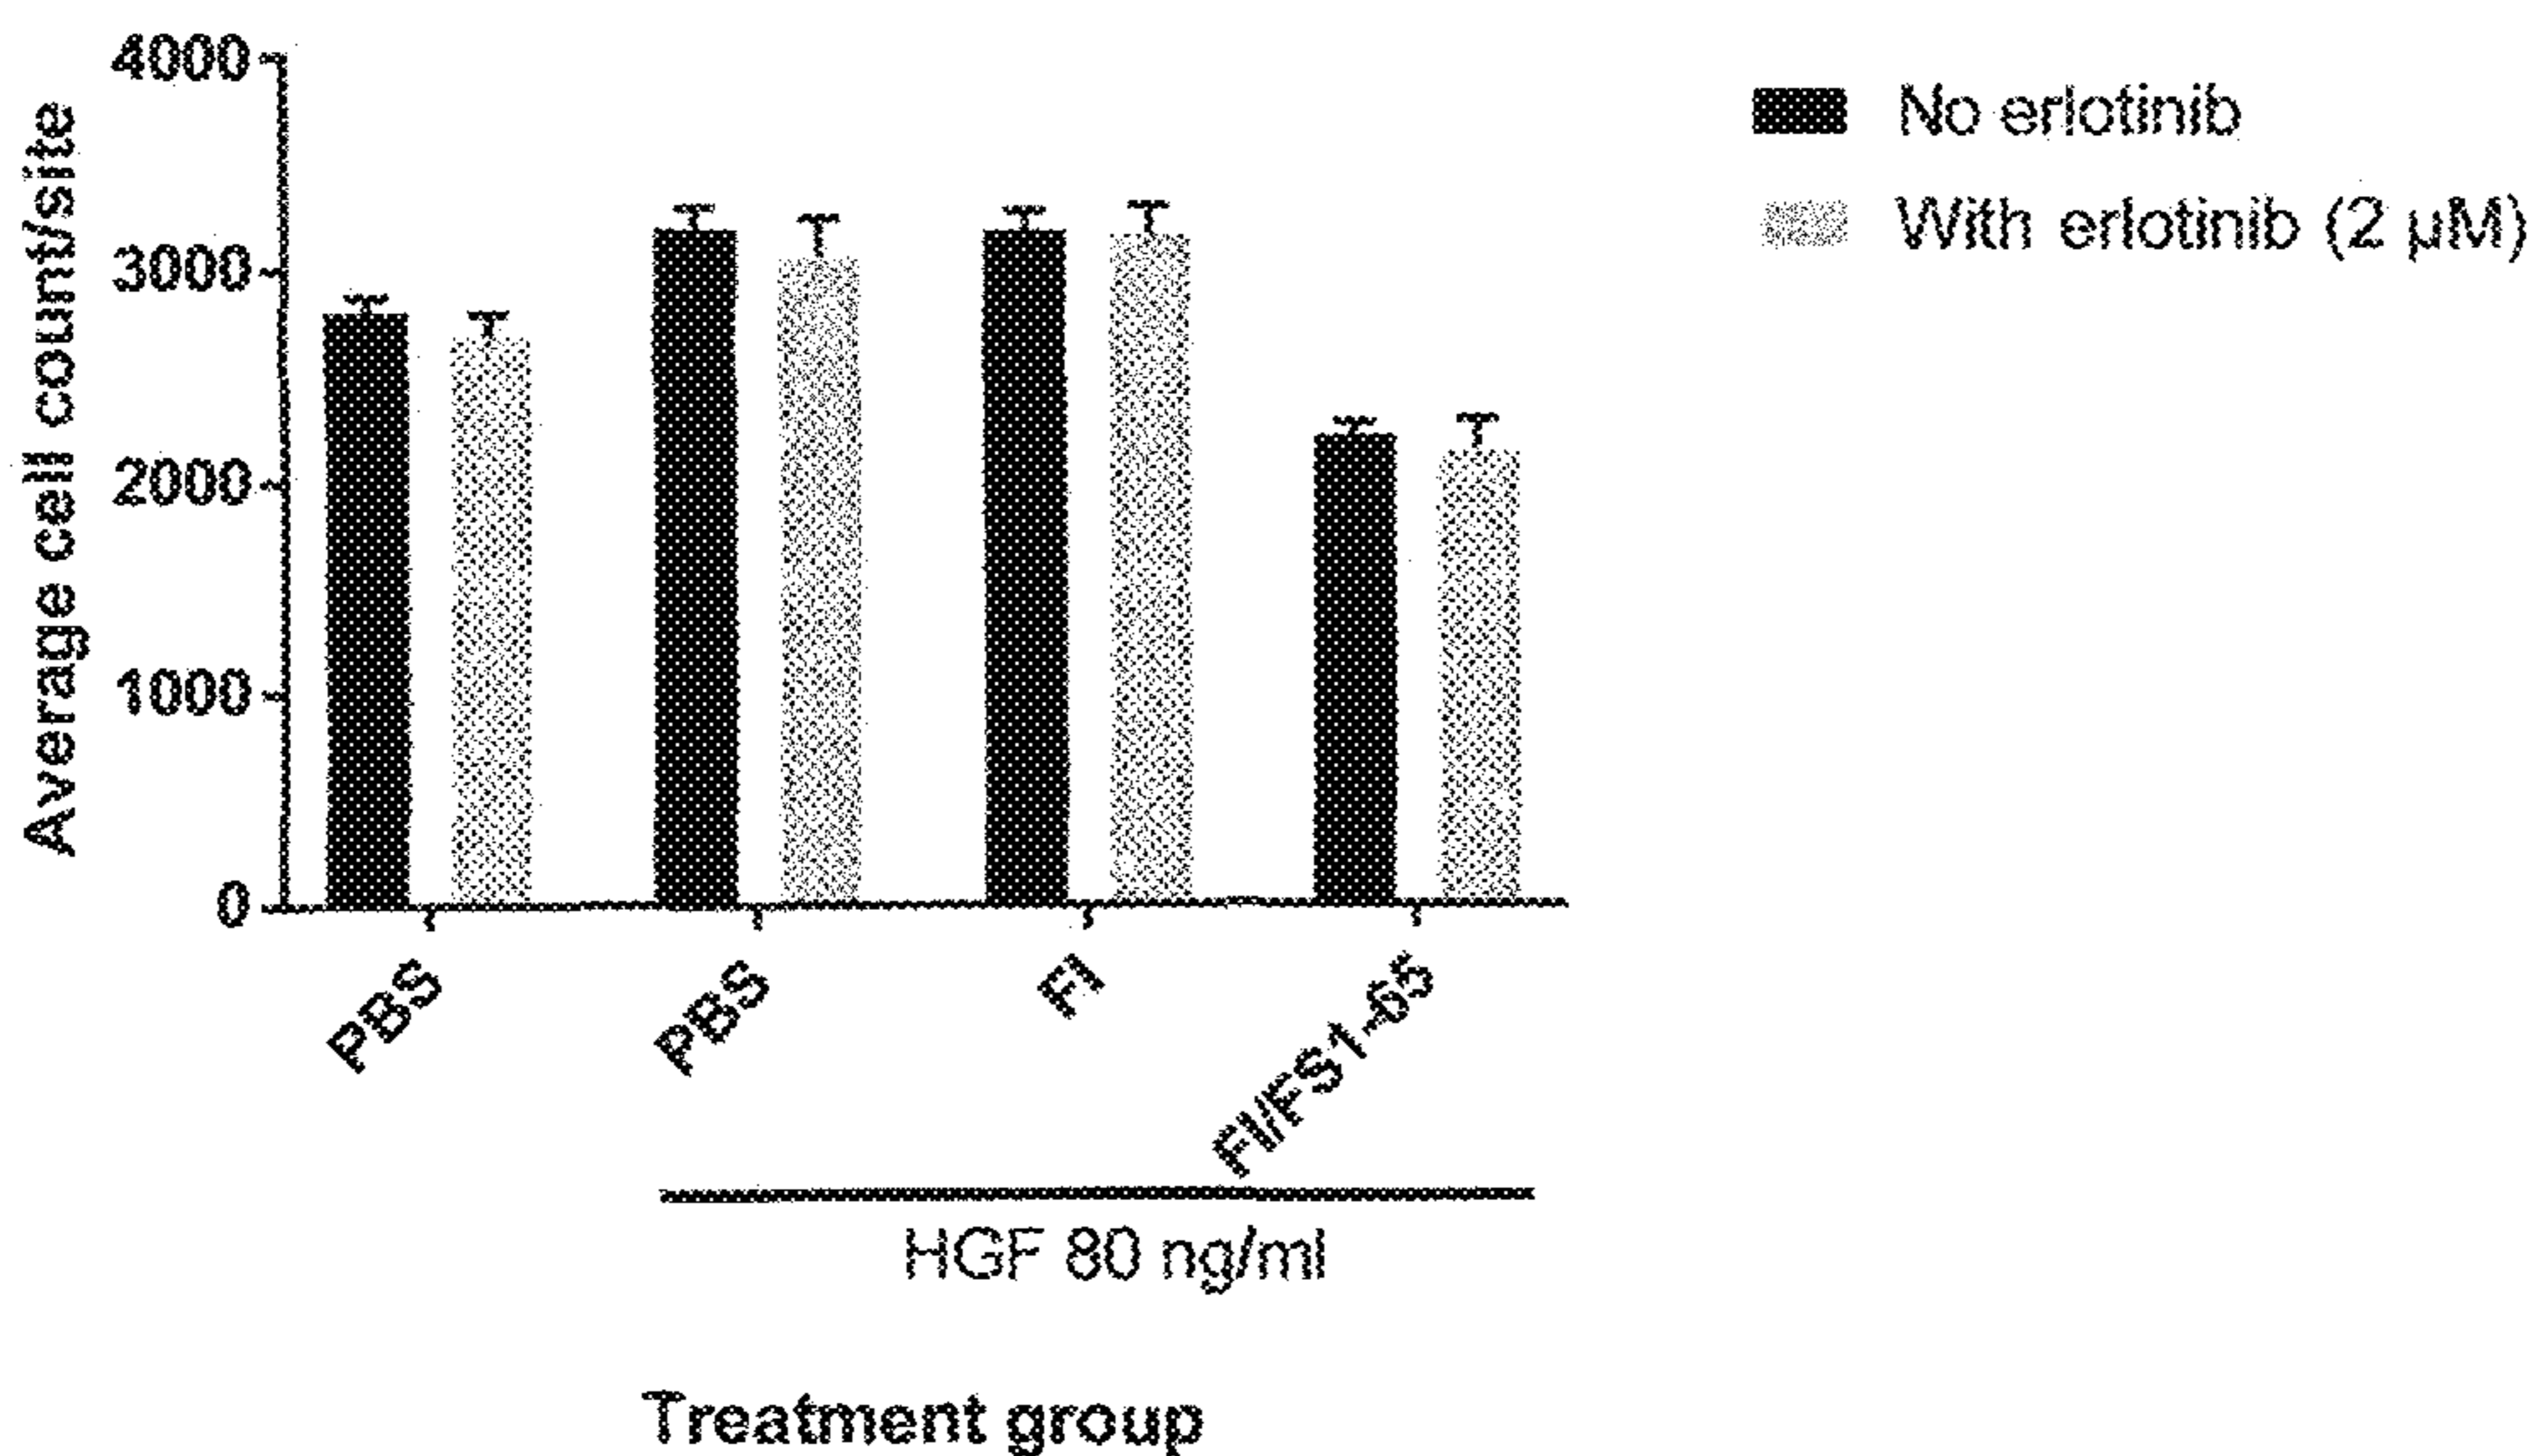 Average cell count/site
4000
3000
2000
1000
0
No erlotinib
With erlotinib (2 µM)
PBS
PBS
FI
FI/FS1-65
HGF 80 ng/ml
Treatment group